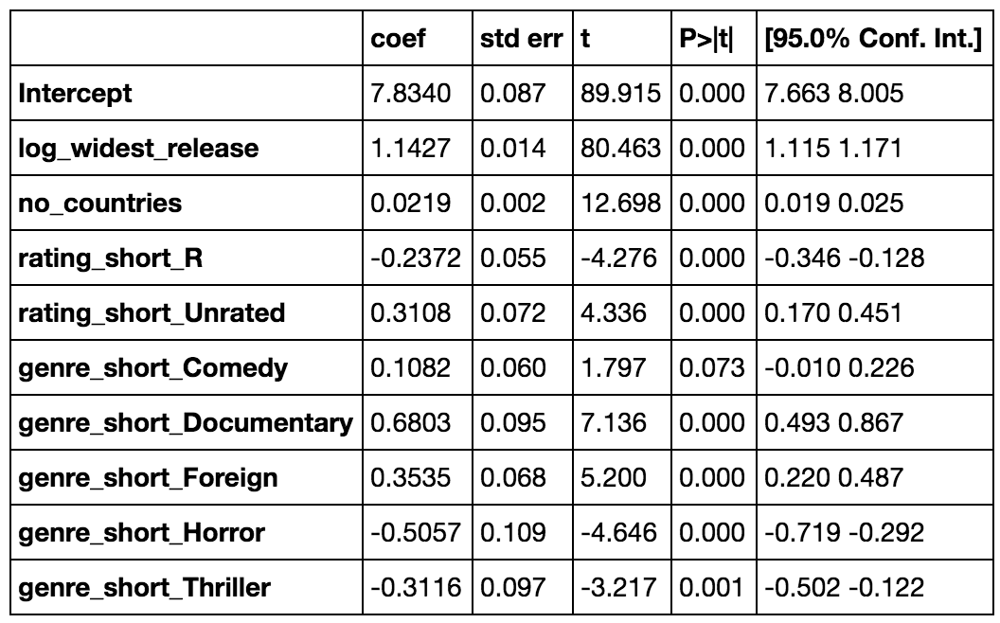 coef std err t P>|t| [95.0% Conf. Int.]
Intercept 7.8340 0.087 89.915 0.000 7.663 8.005
log_widest_release 1.1427 0.014 80.463 0.000 1.115 1.171
no_countries 0.0219 0.002 12.698 0.000 0.019 0.025
rating_short_R -0.2372 0.055 -4.276 0.000 -0.346 -0.128
rating_short_Unrated 0.3108 0.072 4.336 0.000 0.170 0.451
genre_short_Comedy 0.1082 0.060 1.797 0.073 -0.010 0.226
genre_short_Documentary 0.6803 0.095 7.136 0.000 0.493 0.867
genre_short_Foreign 0.3535 0.068 5.200 0.000 0.220 0.487
genre_short_Horror -0.5057 0.109 -4.646 0.000 -0.719 -0.292
genre_short_Thriller -0.3116 0.097 -3.217 0.001 -0.502 -0.122